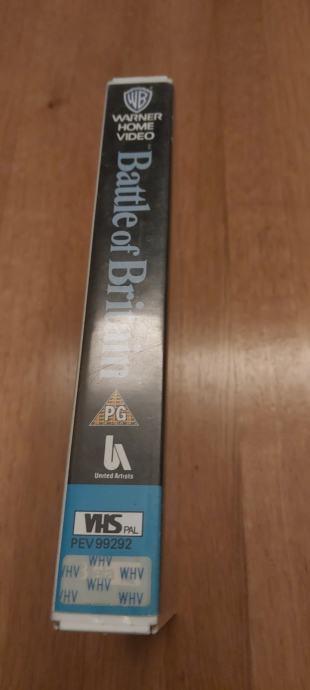 WB
WARNER
HOME
VIDEO
Battle of Britain
PG
United Artists
VHS PAL
PEV 99292
WHV
WHV WHV
WHV
WHV WHV